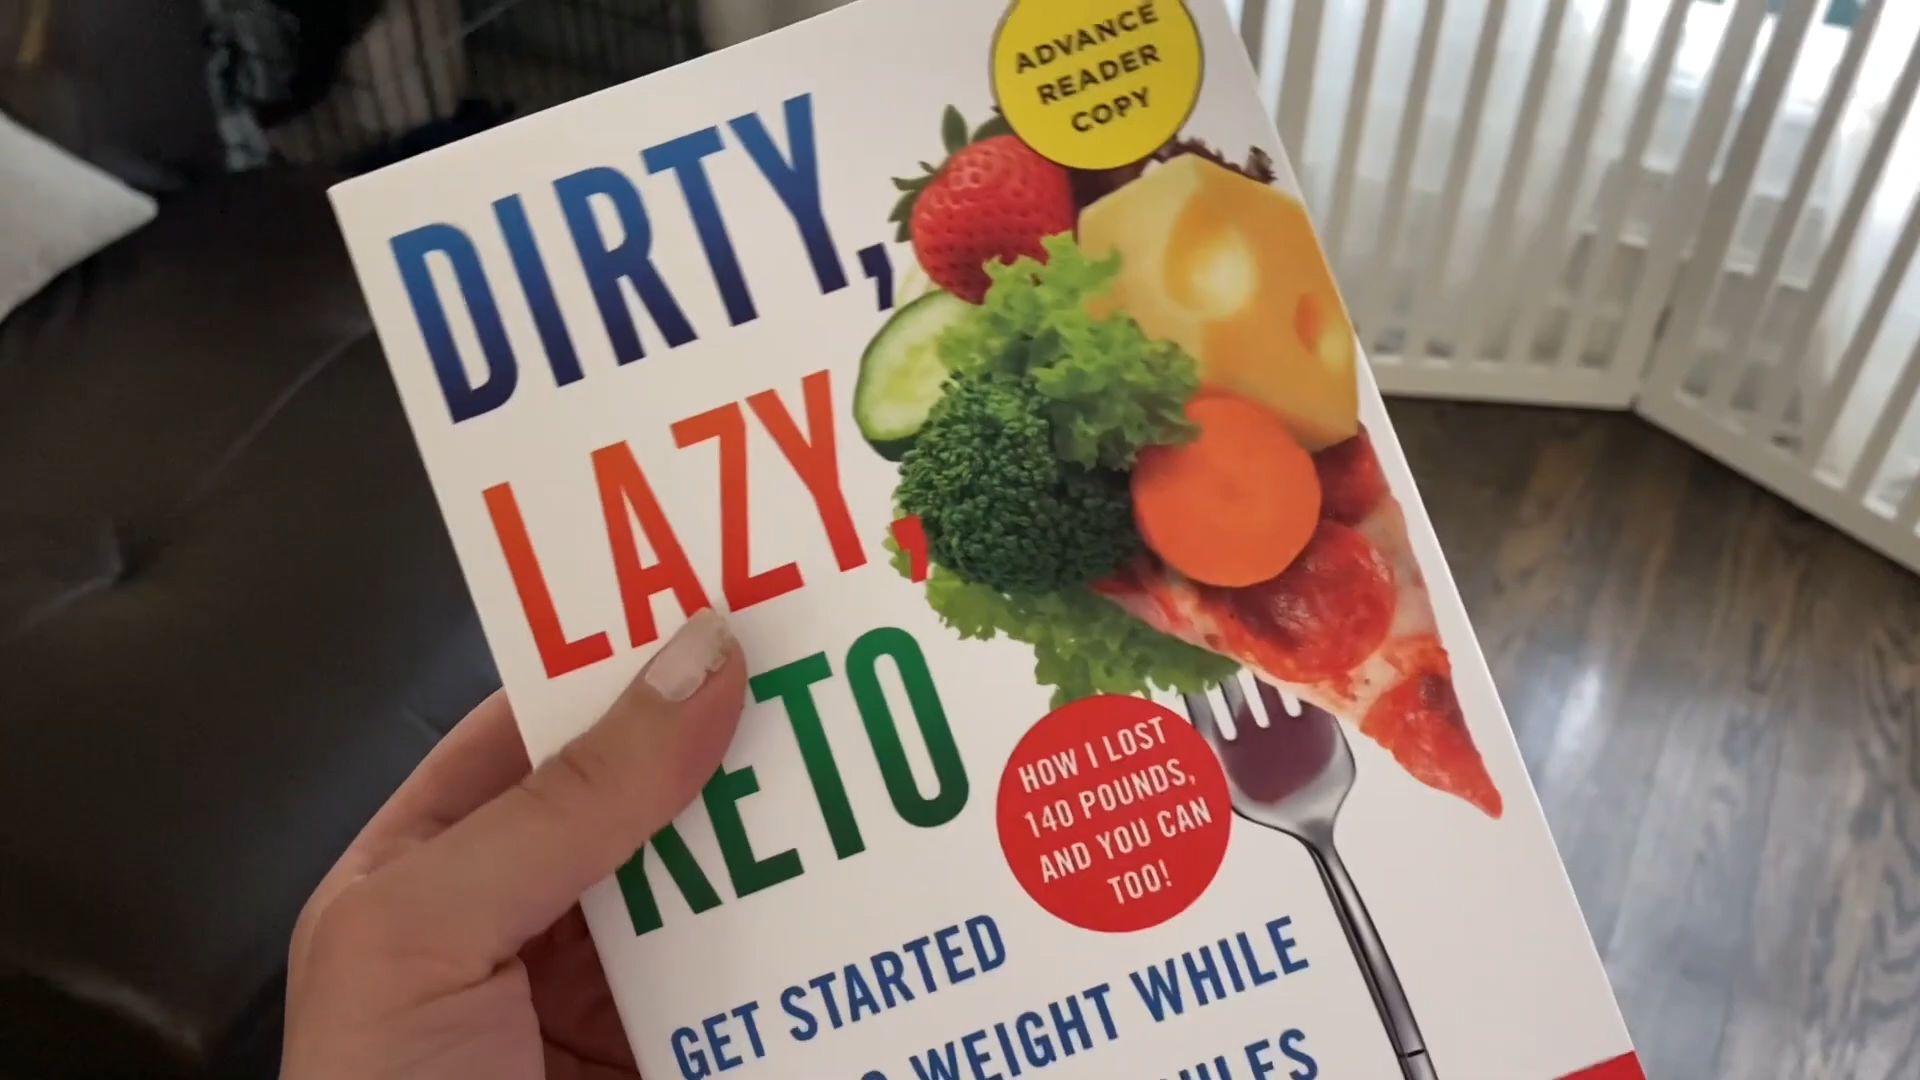 ADVANCE
READER
COPY
DIRTY,
LAZY,
KETO
HOW I LOST
140 POUNDS,
AND YOU CAN
TOO!
GET STARTED
WEIGHT WHILE